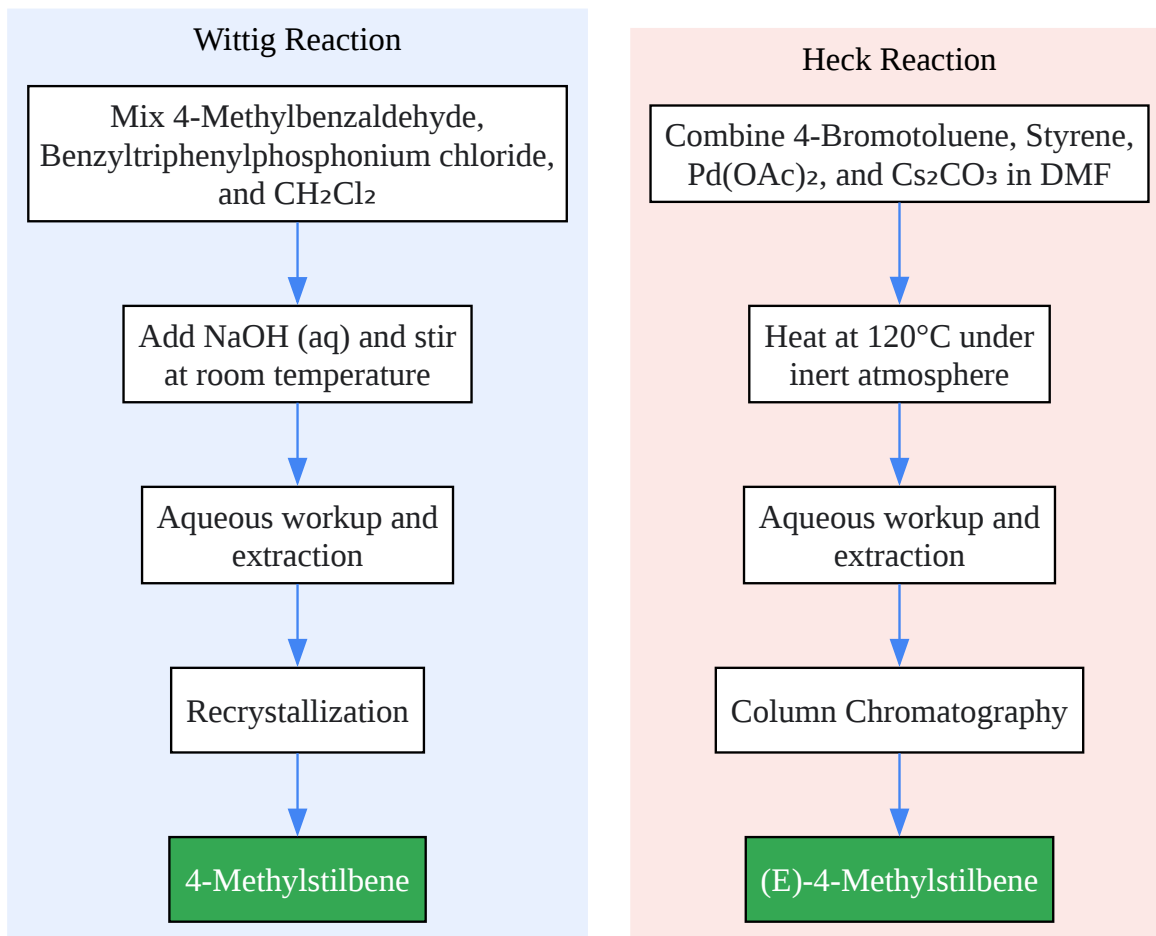 Wittig Reaction
Mix 4-Methylbenzaldehyde,
Benzyltriphenylphosphonium chloride,
and CH₂Cl₂
Add NaOH (aq) and stir
at room temperature
Aqueous workup and
extraction
Recrystallization
4-Methylstilbene
Heck Reaction
Combine 4-Bromotoluene, Styrene,
Pd(OAc)₂, and Cs₂CO₃ in DMF
Heat at 120°C under
inert atmosphere
Aqueous workup and
extraction
Column Chromatography
(E)-4-Methylstilbene